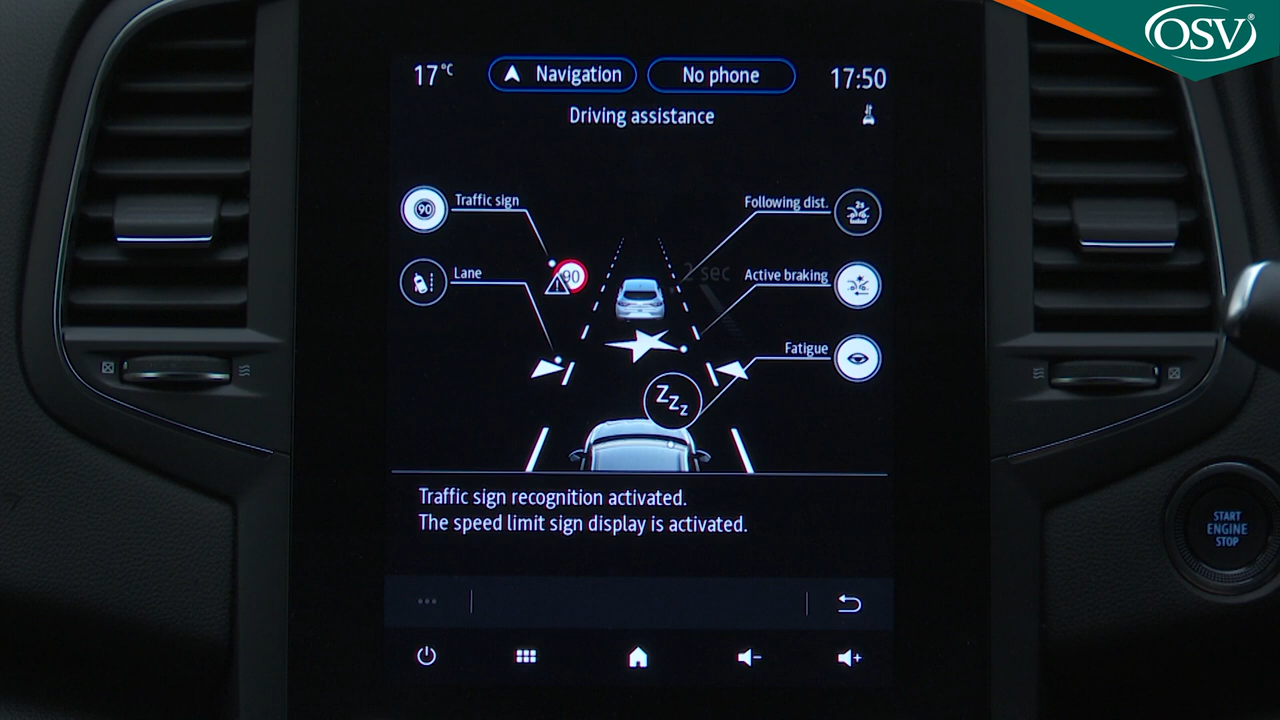 OSV®
17°C
Navigation
No phone
17:50
Driving assistance
90
Traffic sign
Following dist.
2s
Lane
90
2 sec
Active braking
Fatigue
Zzz
Traffic sign recognition activated.
The speed limit sign display is activated.
START
ENGINE
STOP